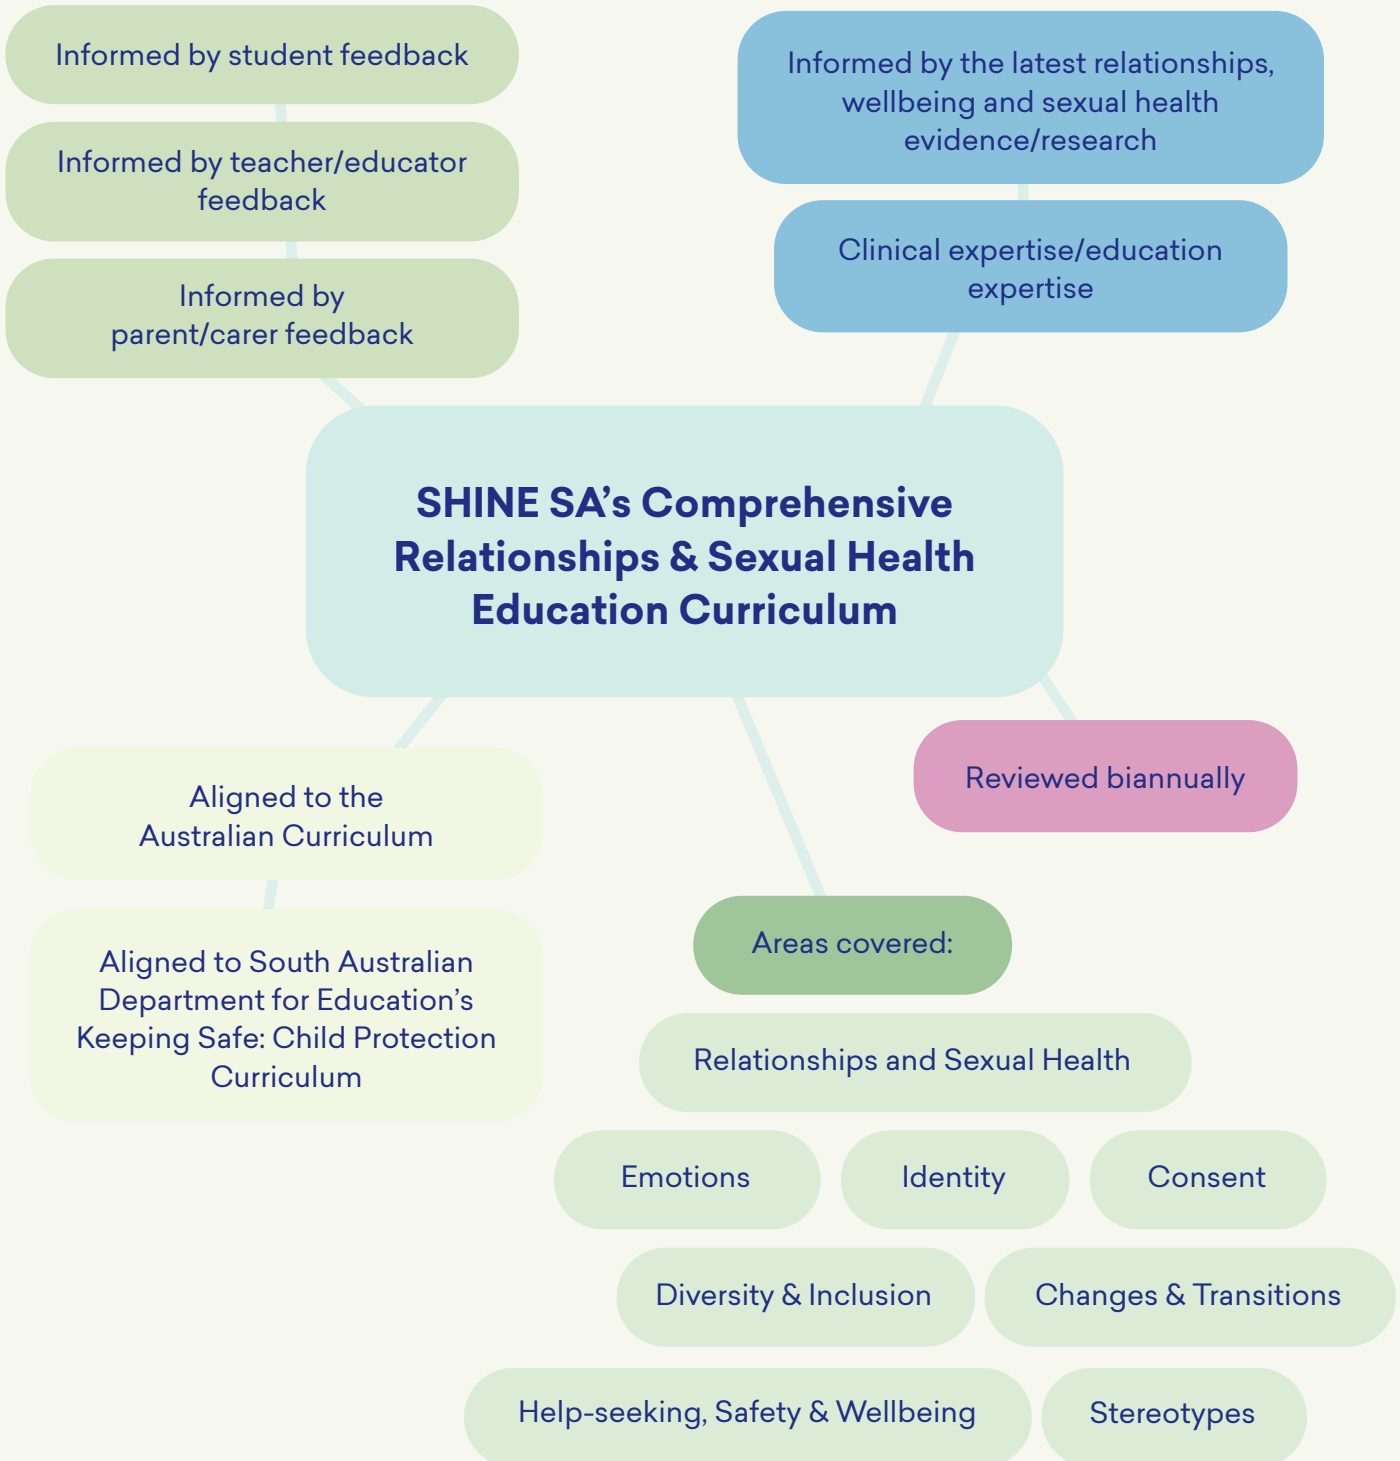 Informed by student feedback
Informed by teacher/educator
feedback
Informed by
parent/carer feedback
Informed by the latest relationships,
wellbeing and sexual health
evidence/research
Clinical expertise/education
expertise
SHINE SA’s Comprehensive
Relationships & Sexual Health
Education Curriculum
Aligned to the
Australian Curriculum
Aligned to South Australian
Department for Education’s
Keeping Safe: Child Protection
Curriculum
Reviewed biannually
Areas covered:
Relationships and Sexual Health
Emotions
Identity
Consent
Diversity & Inclusion
Changes & Transitions
Help-seeking, Safety & Wellbeing
Stereotypes